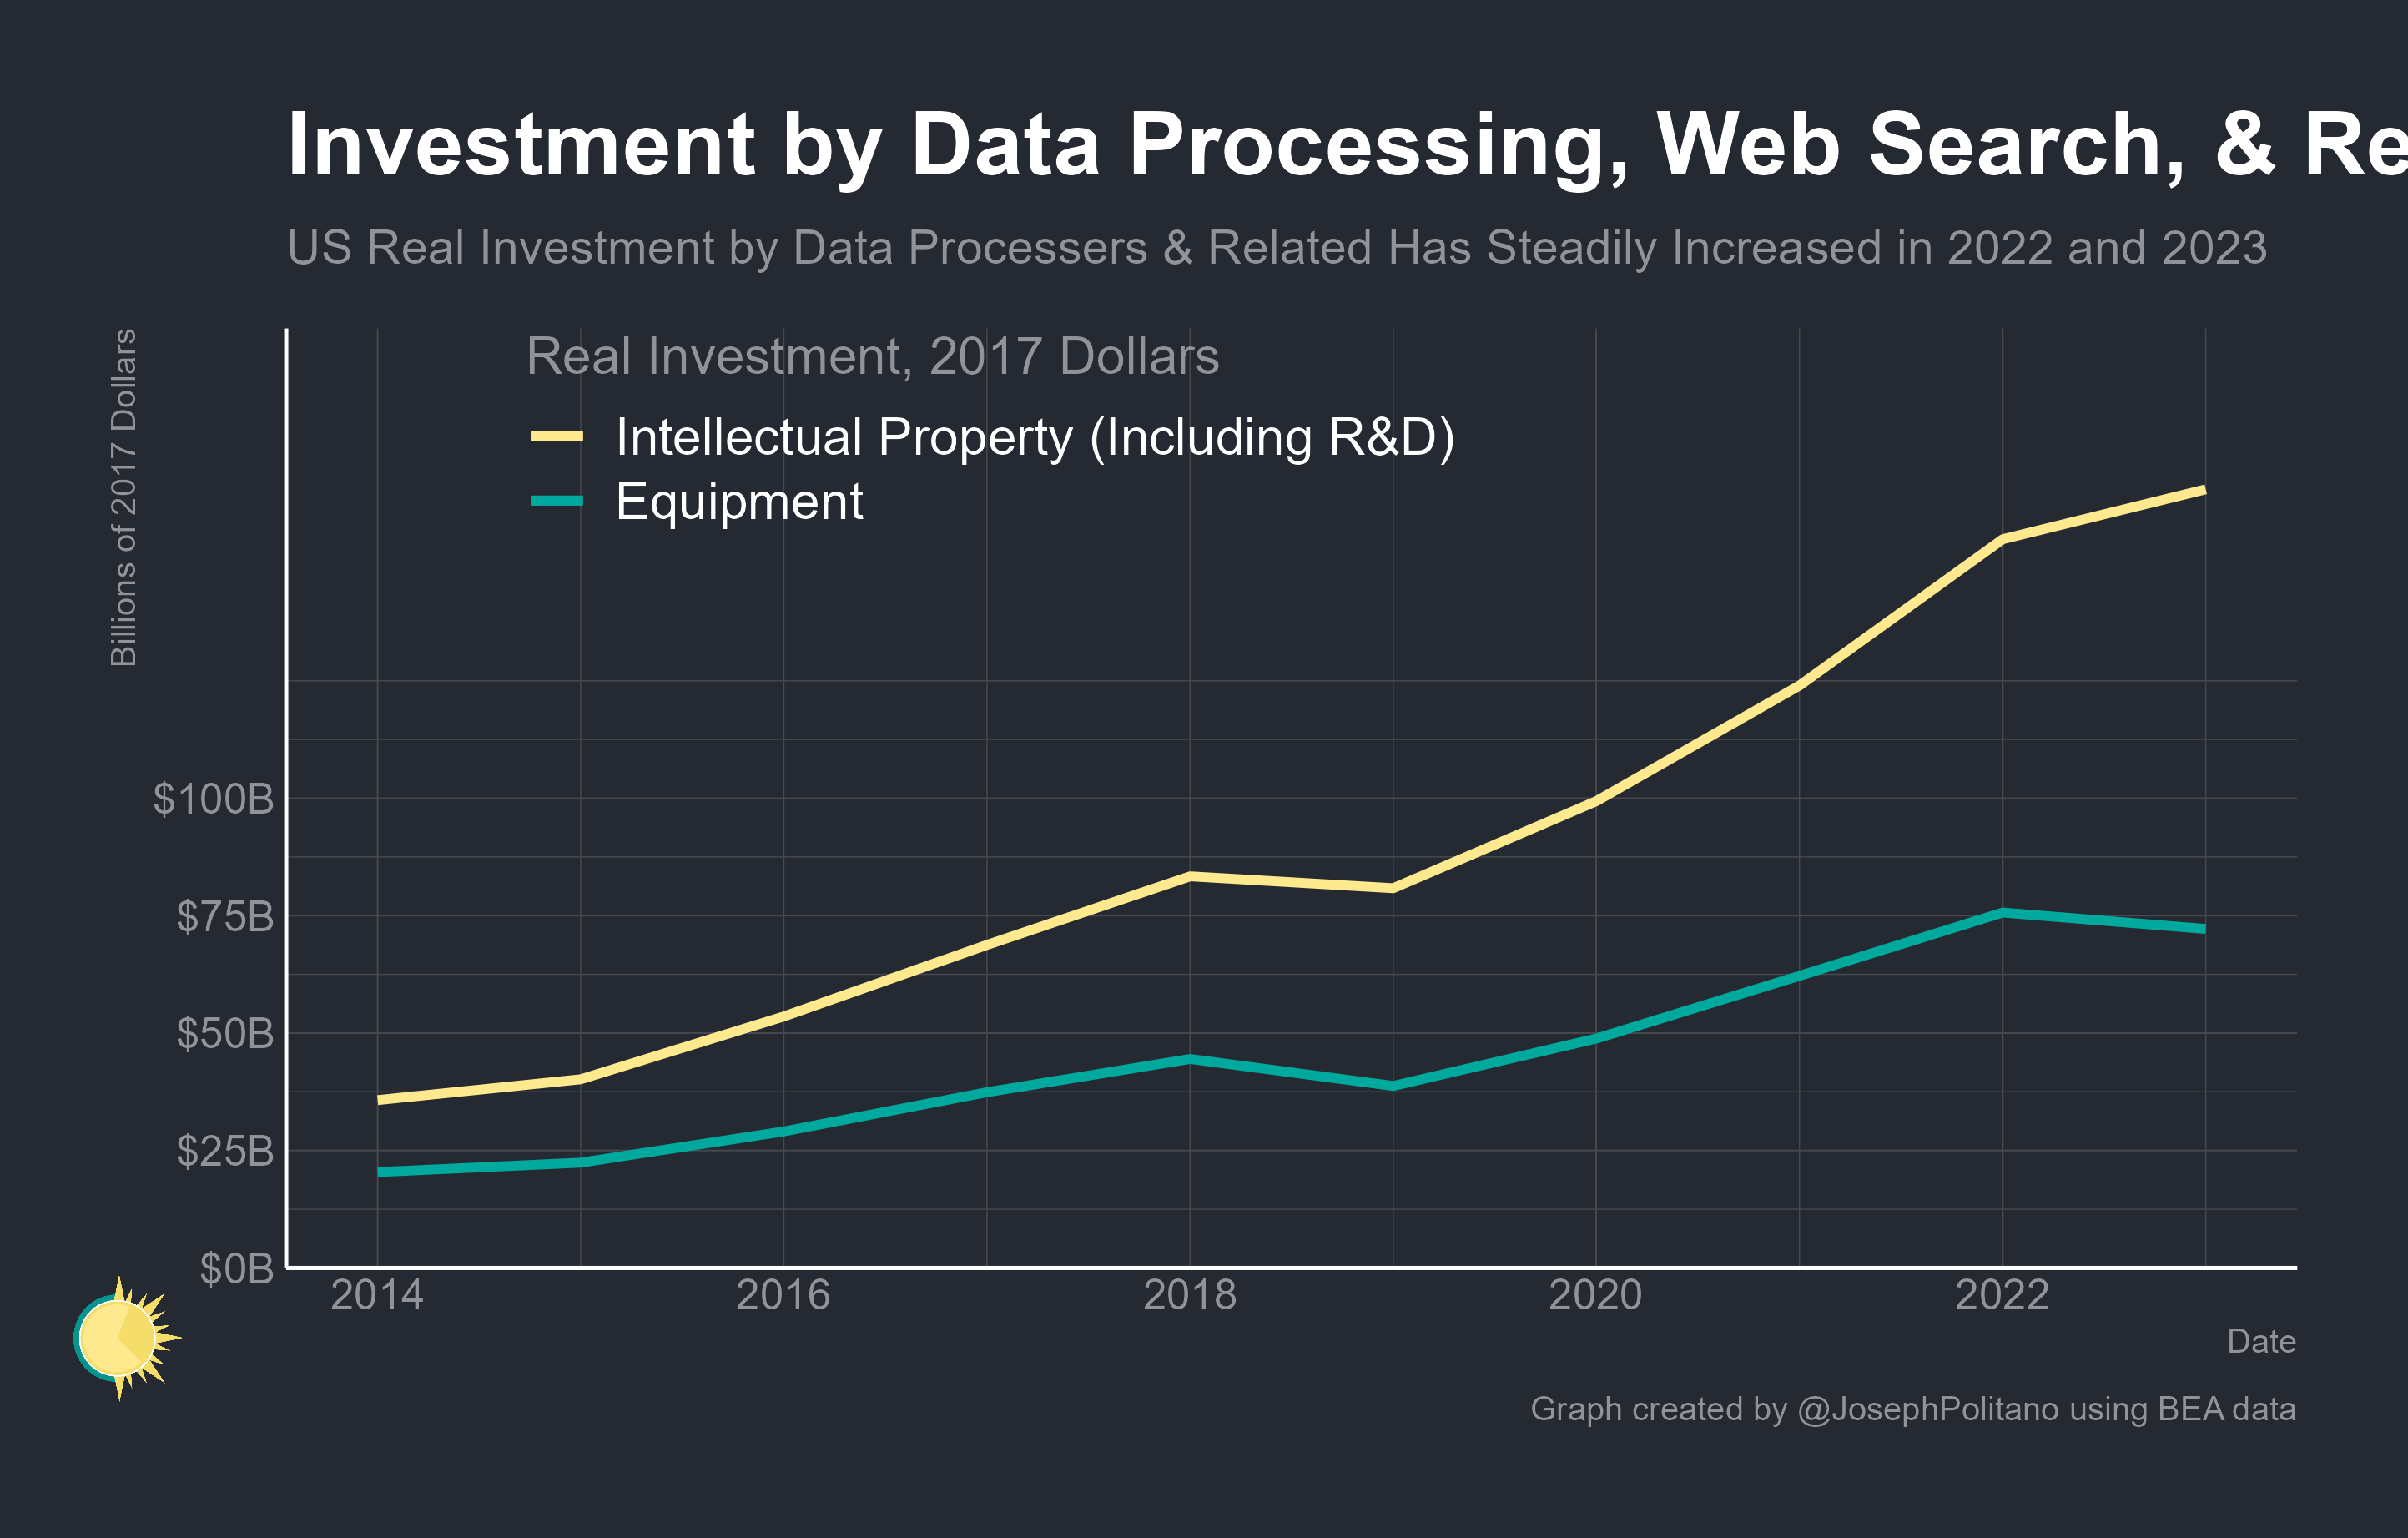 Investment by Data Processing, Web Search, & Re
US Real Investment by Data Processers & Related Has Steadily Increased in 2022 and 2023
Billions of 2017 Dollars
Real Investment, 2017 Dollars
Intellectual Property (Including R&D)
Equipment
$100B
$75B
$50B
$25B
$0B
2014 2016 2018 2020 2022
Date
Graph created by @JosephPolitano using BEA data